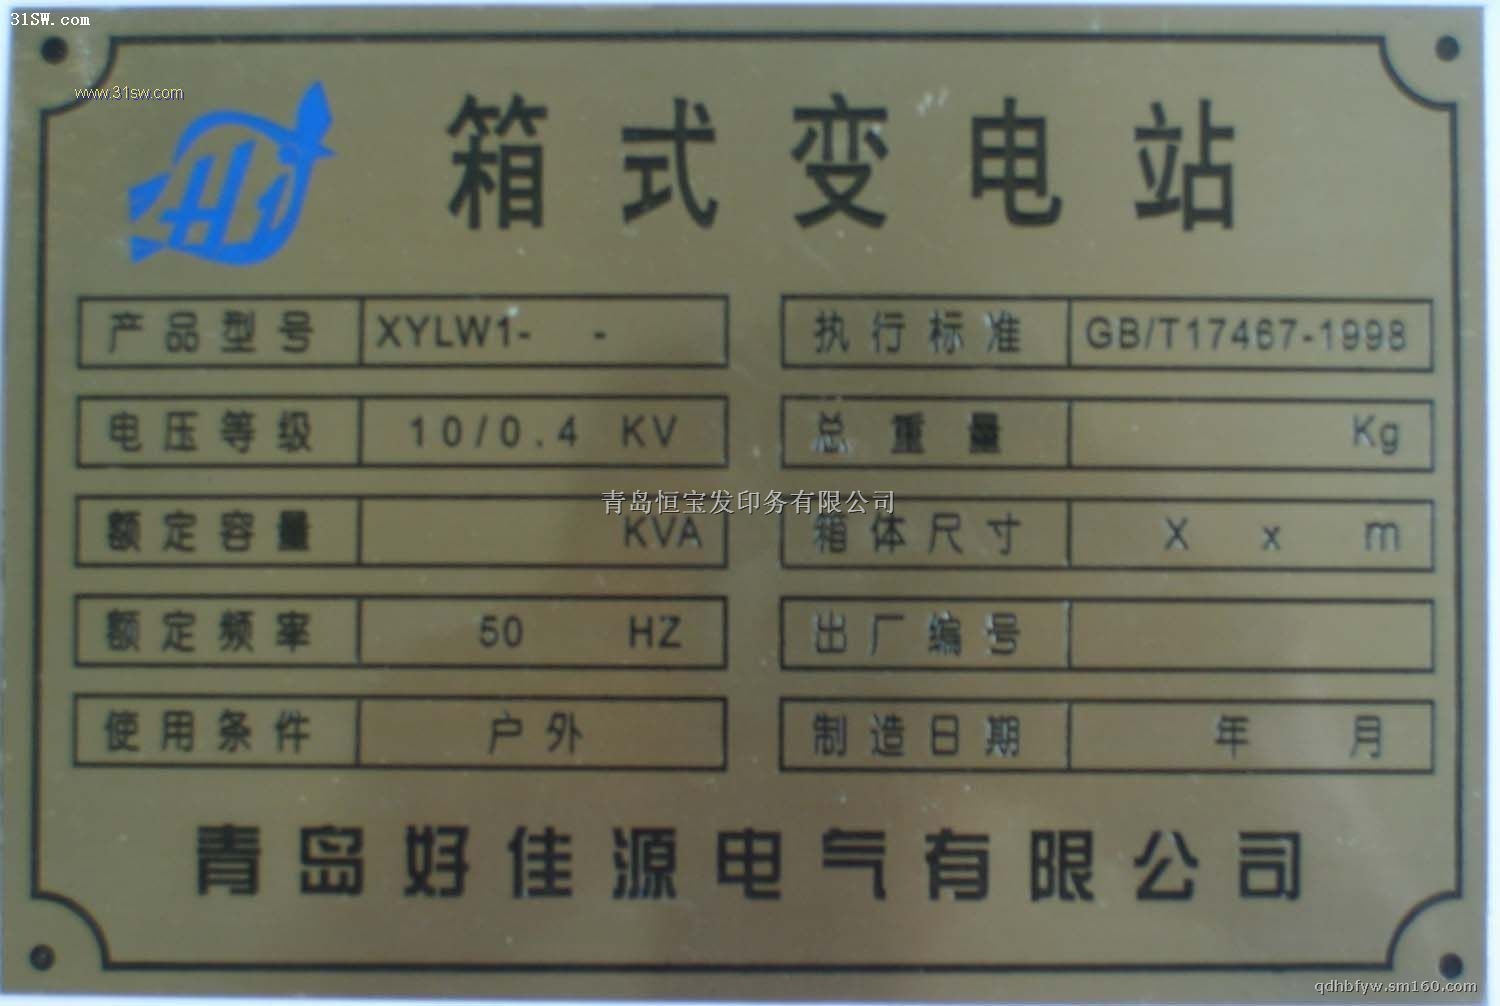 31SW.com
www.31sw.com
箱式变电站
产品型号 XYLW1- - 执行标准 GB/T17467-1998
电压等级 10/0.4 KV 总重量 Kg
青岛恒宝发印务有限公司
额定容量 KVA 箱体尺寸 X x m
额定频率 50 HZ 出厂编号
使用条件 户外 制造日期 年 月
青岛好佳源电气有限公司
qdhbfyw.sm160.com